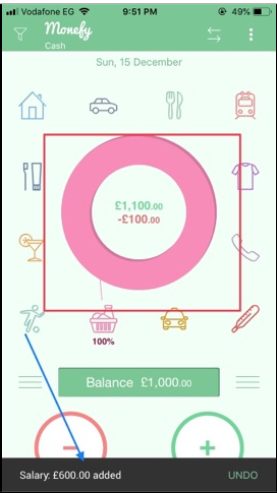 Vodafone EG 9:51 PM 49%
Monefy
Cash
Sun, 15 December
£1,100.00
-£100.00
100%
Balance £1,000.00
Salary: £600.00 added UNDO